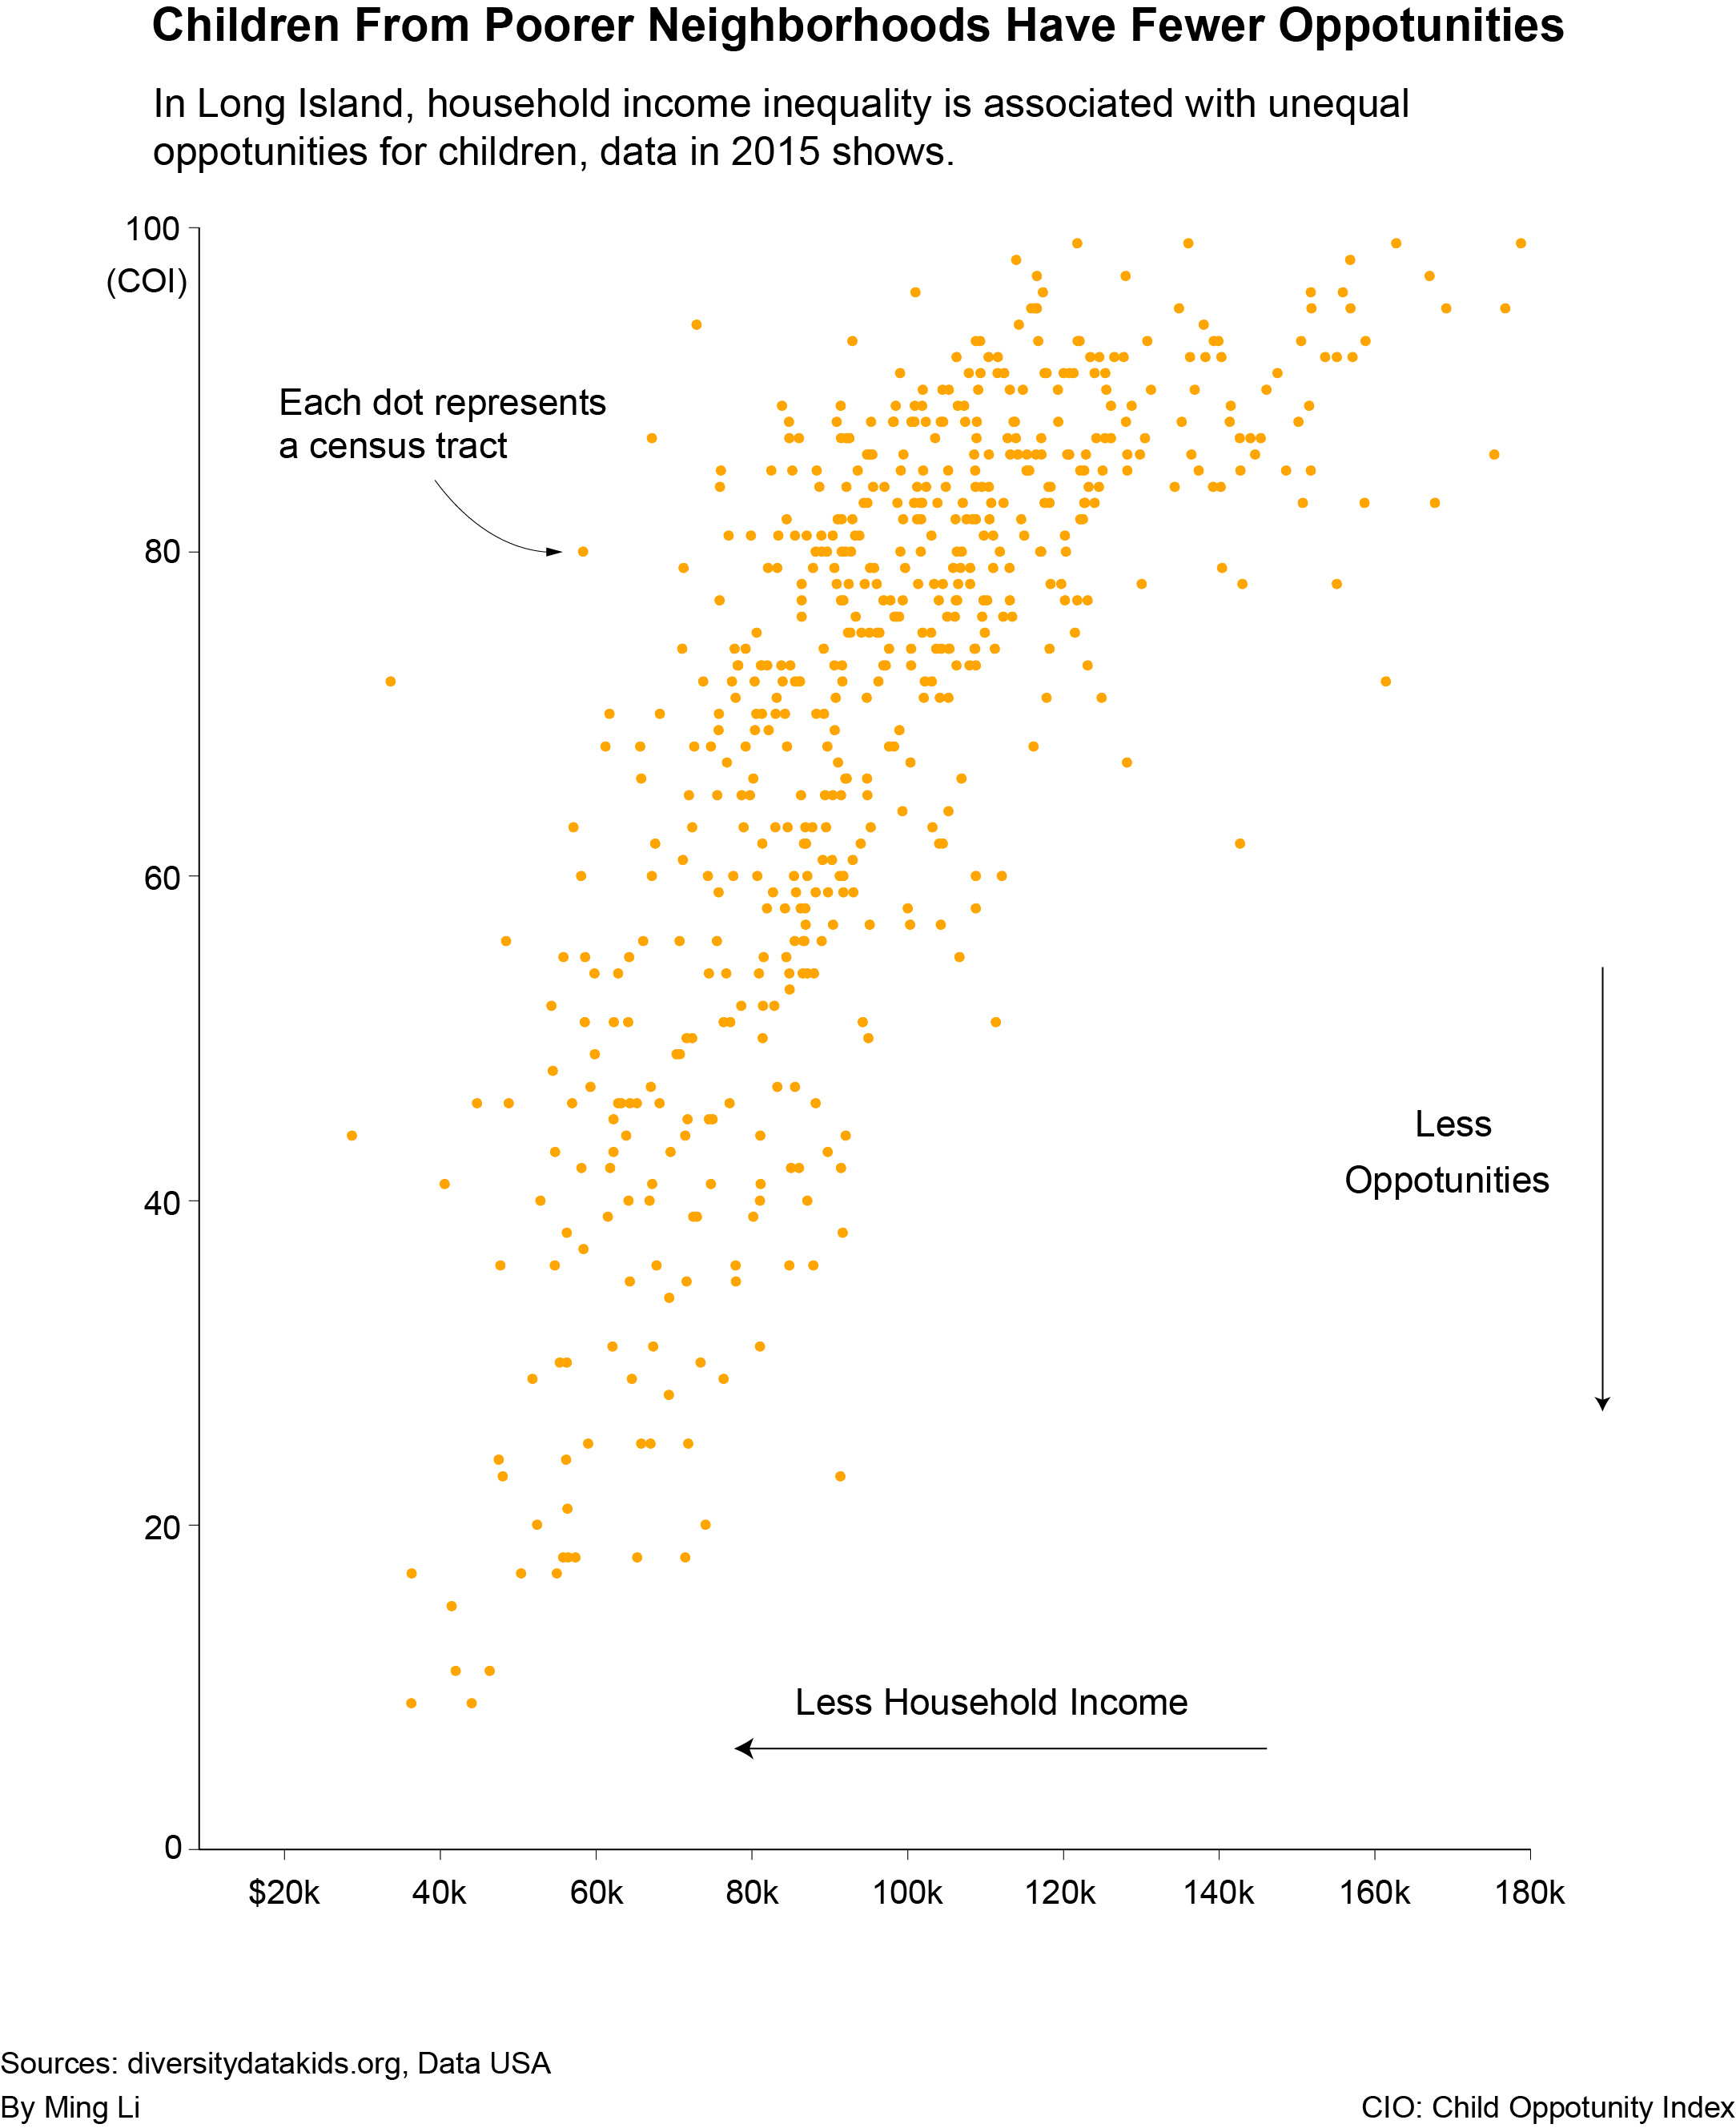 Children From Poorer Neighborhoods Have Fewer Oppotunities
In Long Island, household income inequality is associated with unequal
oppotunities for children, data in 2015 shows.
100
(COI)
Each dot represents
a census tract
80
60
Less
Oppotunities
40
20
Less Household Income
0
$20k 40k 60k 80k 100k 120k 140k 160k 180k
Sources: diversitydatakids.org, Data USA
By Ming Li
CIO: Child Oppotunity Index